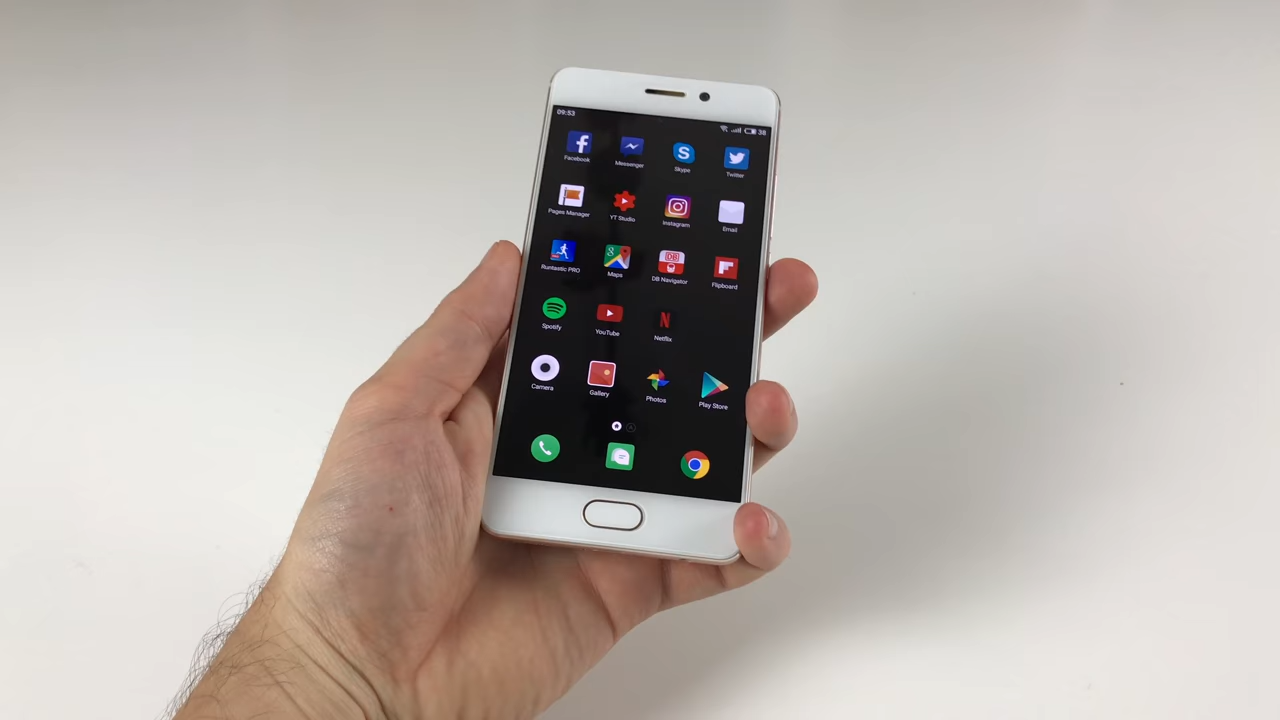 09:53 38
Facebook Messenger Skype Twitter
Pages Manager YT Studio Instagram Email
Runtastic PRO Maps DB Navigator Flipboard
Spotify YouTube Netflix
Camera Gallery Photos Play Store